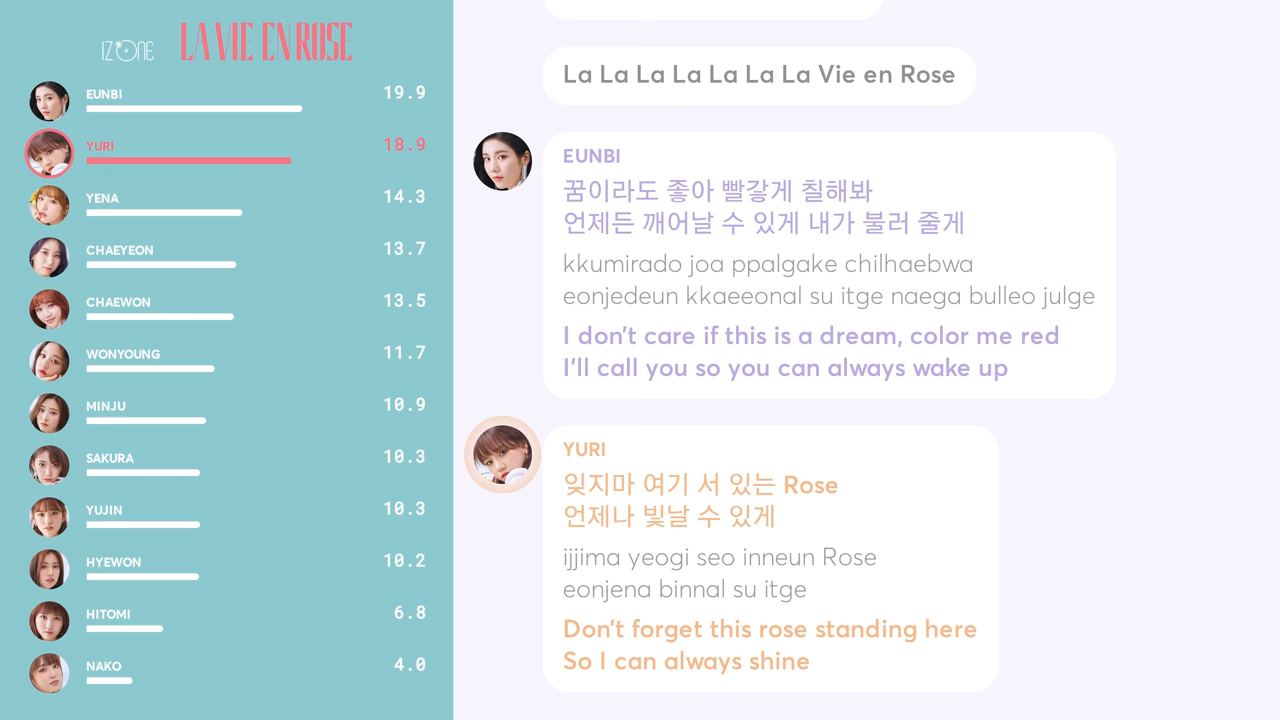 IZ*ONE LA VIE EN ROSE
EUNBI 19.9
YURI 18.9
YENA 14.3
CHAEYEON 13.7
CHAEWON 13.5
WONYOUNG 11.7
MINJU 10.9
SAKURA 10.3
YUJIN 10.3
HYEWON 10.2
HITOMI 6.8
NAKO 4.0
La La La La La La La Vie en Rose
EUNBI
꿈이라도 좋아 빨갛게 칠해봐
언제든 깨어날 수 있게 내가 불러 줄게
kkumirado joa ppalgake chilhaebwa
eonjedeun kkaeeonal su itge naega bulleo julge
I don't care if this is a dream, color me red
I'll call you so you can always wake up
YURI
잊지마 여기 서 있는 Rose
언제나 빛날 수 있게
ijjima yeogi seo inneun Rose
eonjena binnal su itge
Don't forget this rose standing here
So I can always shine